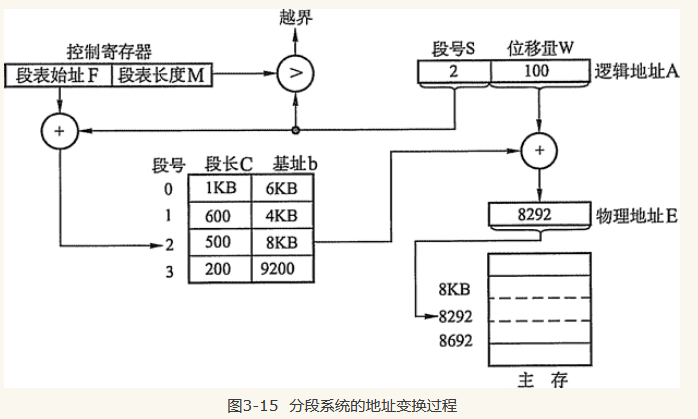 越界
控制寄存器
段表始址 F 段表长度 M
>
段号S 位移量W
2 100 逻辑地址A
+
+
段号 段长C 基址b
0 1KB 6KB
1 600 4KB
2 500 8KB
3 200 9200
8292 物理地址E
8KB
8292
8692
主 存
图3-15 分段系统的地址变换过程